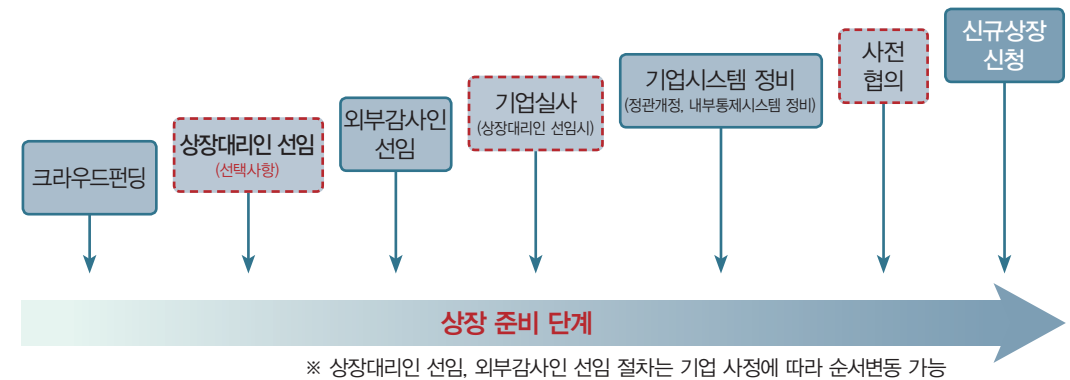 크라우드펀딩
상장대리인 선임
(선택사항)
외부감사인
선임
기업실사
(상장대리인 선임시)
기업시스템 정비
(정관개정, 내부통제시스템 정비)
사전
협의
신규상장
신청
상장 준비 단계
※ 상장대리인 선임, 외부감사인 선임 절차는 기업 사정에 따라 순서변동 가능